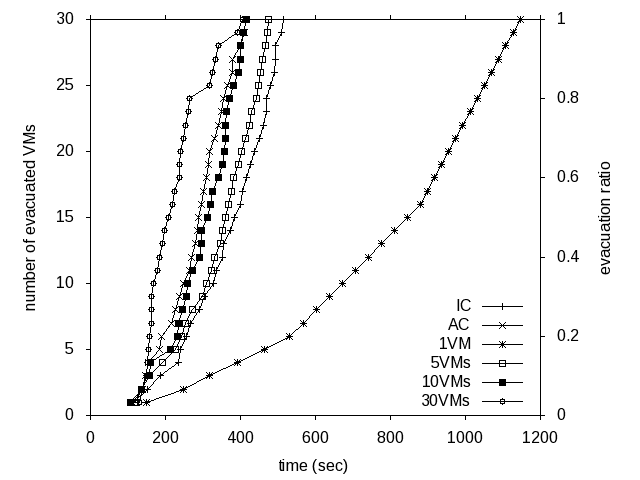 30
25
20
15
10
5
0
number of evacuated VMs
1
0.8
0.6
0.4
0.2
0
evacuation ratio
IC
AC
1VM
5VMs
10VMs
30VMs
0 200 400 600 800 1000 1200
time (sec)